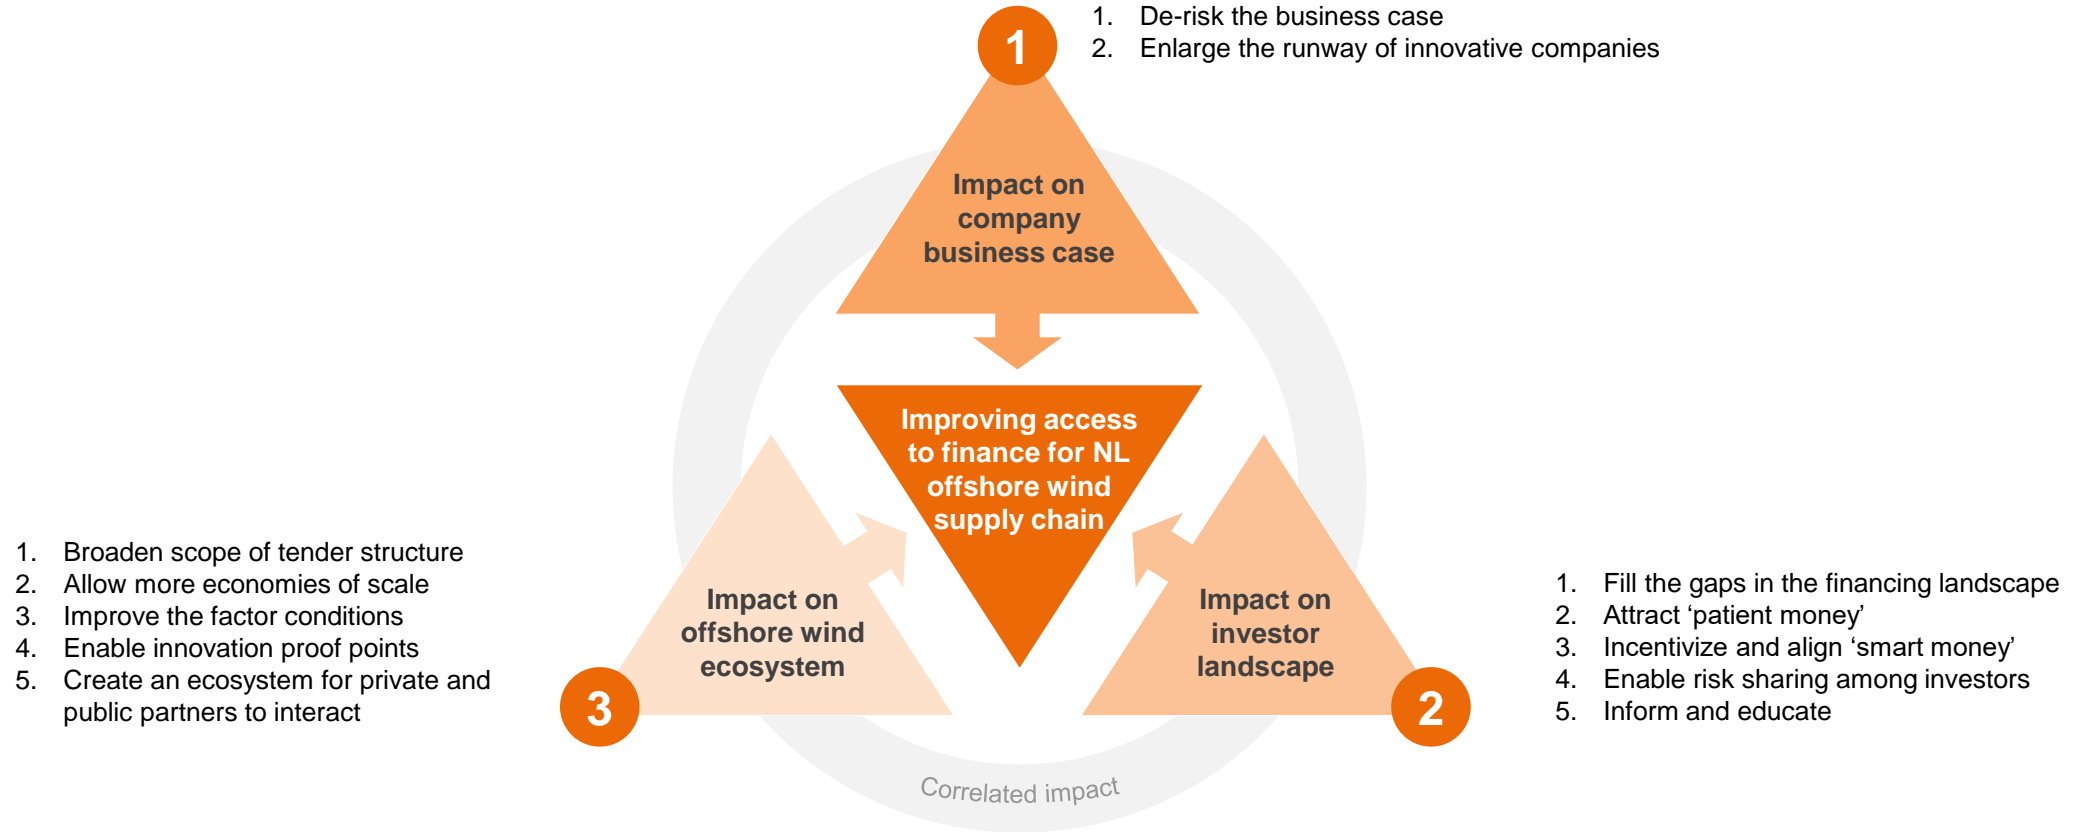 1
1. De-risk the business case
2. Enlarge the runway of innovative companies
Impact on
company
business case
Improving access
to finance for NL
offshore wind
supply chain
1. Broaden scope of tender structure
2. Allow more economies of scale
3. Improve the factor conditions
4. Enable innovation proof points
5. Create an ecosystem for private and
public partners to interact
3
Impact on
offshore wind
ecosystem
Impact on
investor
landscape
2
1. Fill the gaps in the financing landscape
2. Attract ‘patient money’
3. Incentivize and align ‘smart money’
4. Enable risk sharing among investors
5. Inform and educate
Correlated impact